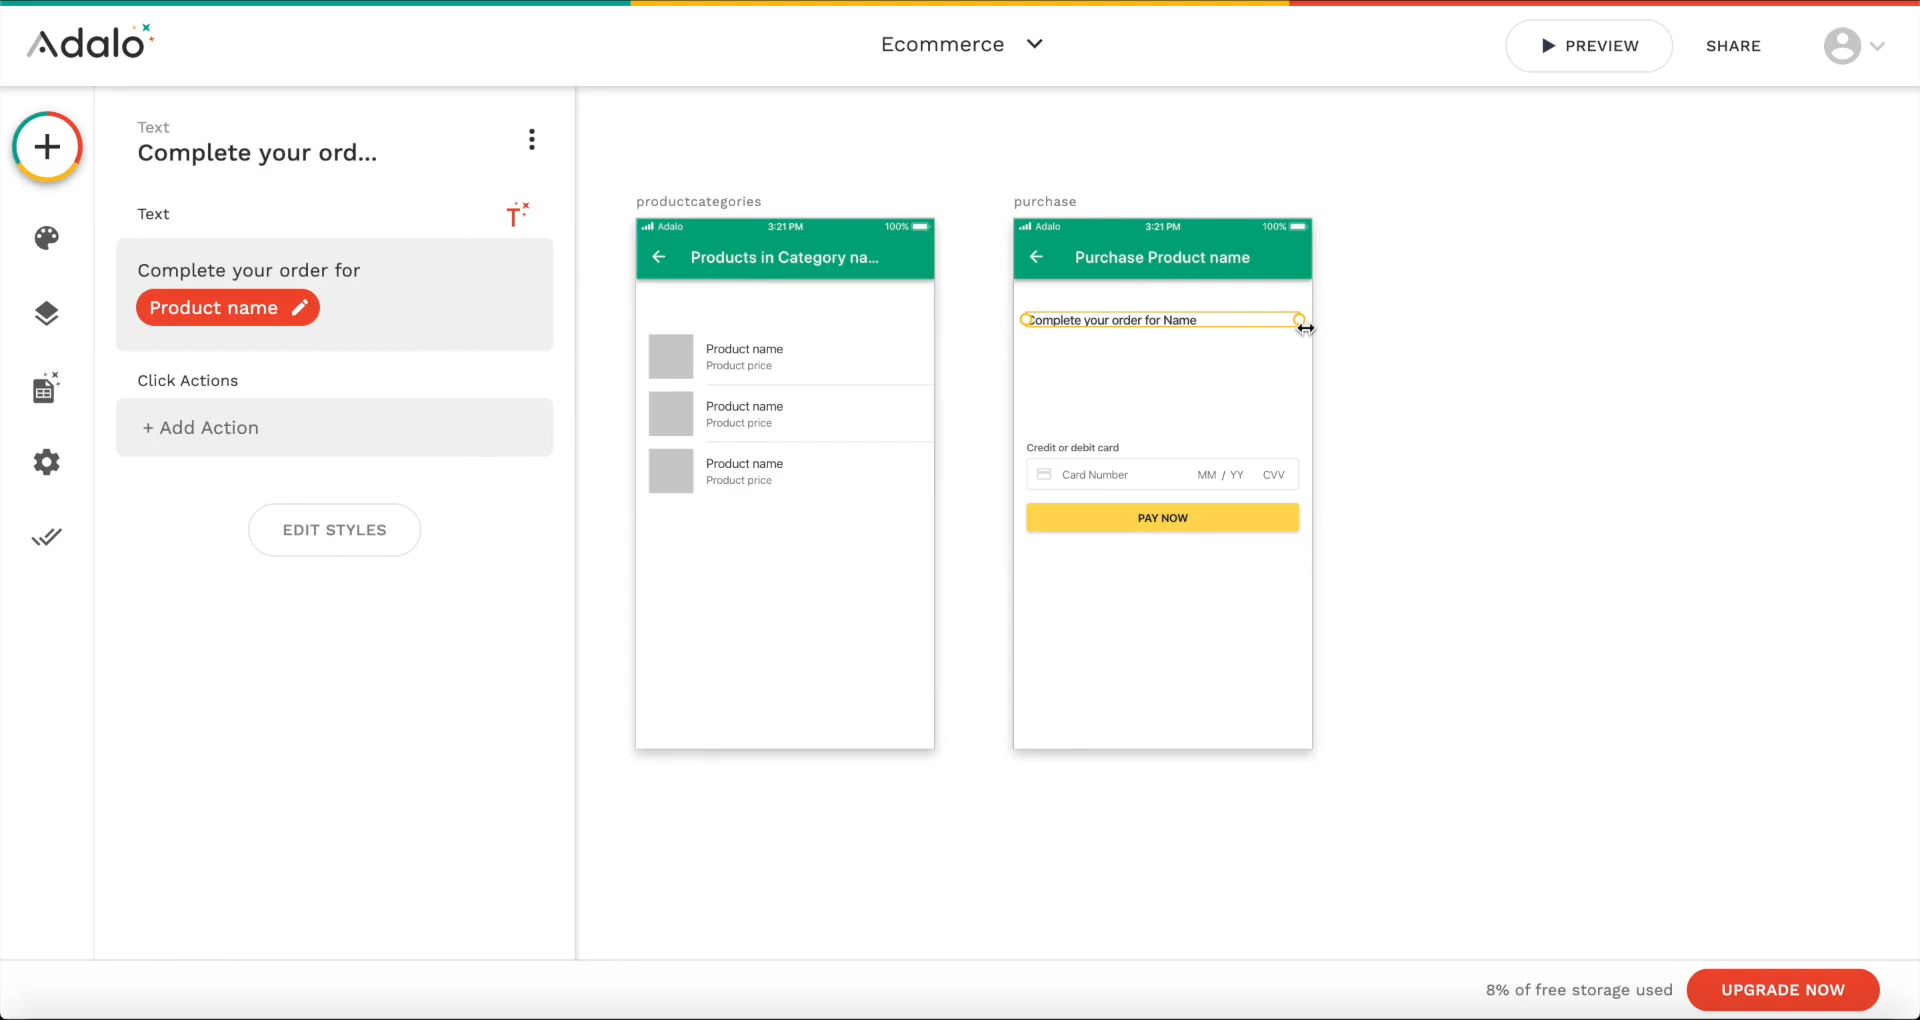 Adalo
Ecommerce
PREVIEW
SHARE
Text
Complete your ord...
Text
Complete your order for
Product name
Click Actions
+ Add Action
EDIT STYLES
productcategories
Adalo 3:21 PM 100%
Products in Category na...
Product name
Product price
Product name
Product price
Product name
Product price
purchase
Adalo 3:21 PM 100%
Purchase Product name
Complete your order for Name
Credit or debit card
Card Number MM / YY CVV
PAY NOW
8% of free storage used
UPGRADE NOW